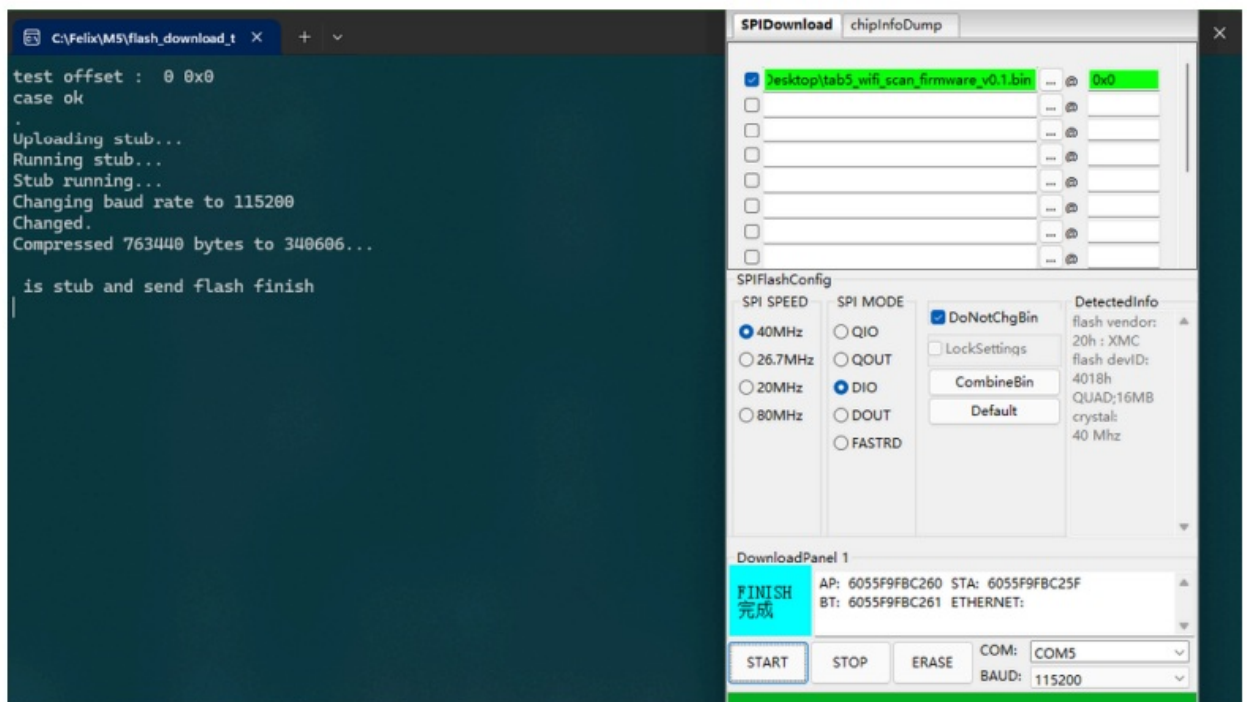 C:\Felix\M5\flash_download_t
test offset :  0 0x0
case ok
.
Uploading stub...
Running stub...
Stub running...
Changing baud rate to 115200
Changed.
Compressed 763440 bytes to 340606...
is stub and send flash finish
SPIDownload chipInfoDump
Desktop\tab5_wifi_scan_firmware_v0.1.bin ... @ 0x0
... @
... @
... @
... @
... @
... @
... @
SPIFlashConfig
SPI SPEED
40MHz
26.7MHz
20MHz
80MHz
SPI MODE
QIO
QOUT
DIO
DOUT
FASTRD
DoNotChgBin
LockSettings
CombineBin
Default
DetectedInfo
flash vendor:
20h : XMC
flash devID:
4018h
QUAD;16MB
crystal:
40 Mhz
DownloadPanel 1
FINISH
完成
AP: 6055F9FBC260 STA: 6055F9FBC25F
BT: 6055F9FBC261 ETHERNET:
START STOP ERASE
COM: COM5
BAUD: 115200